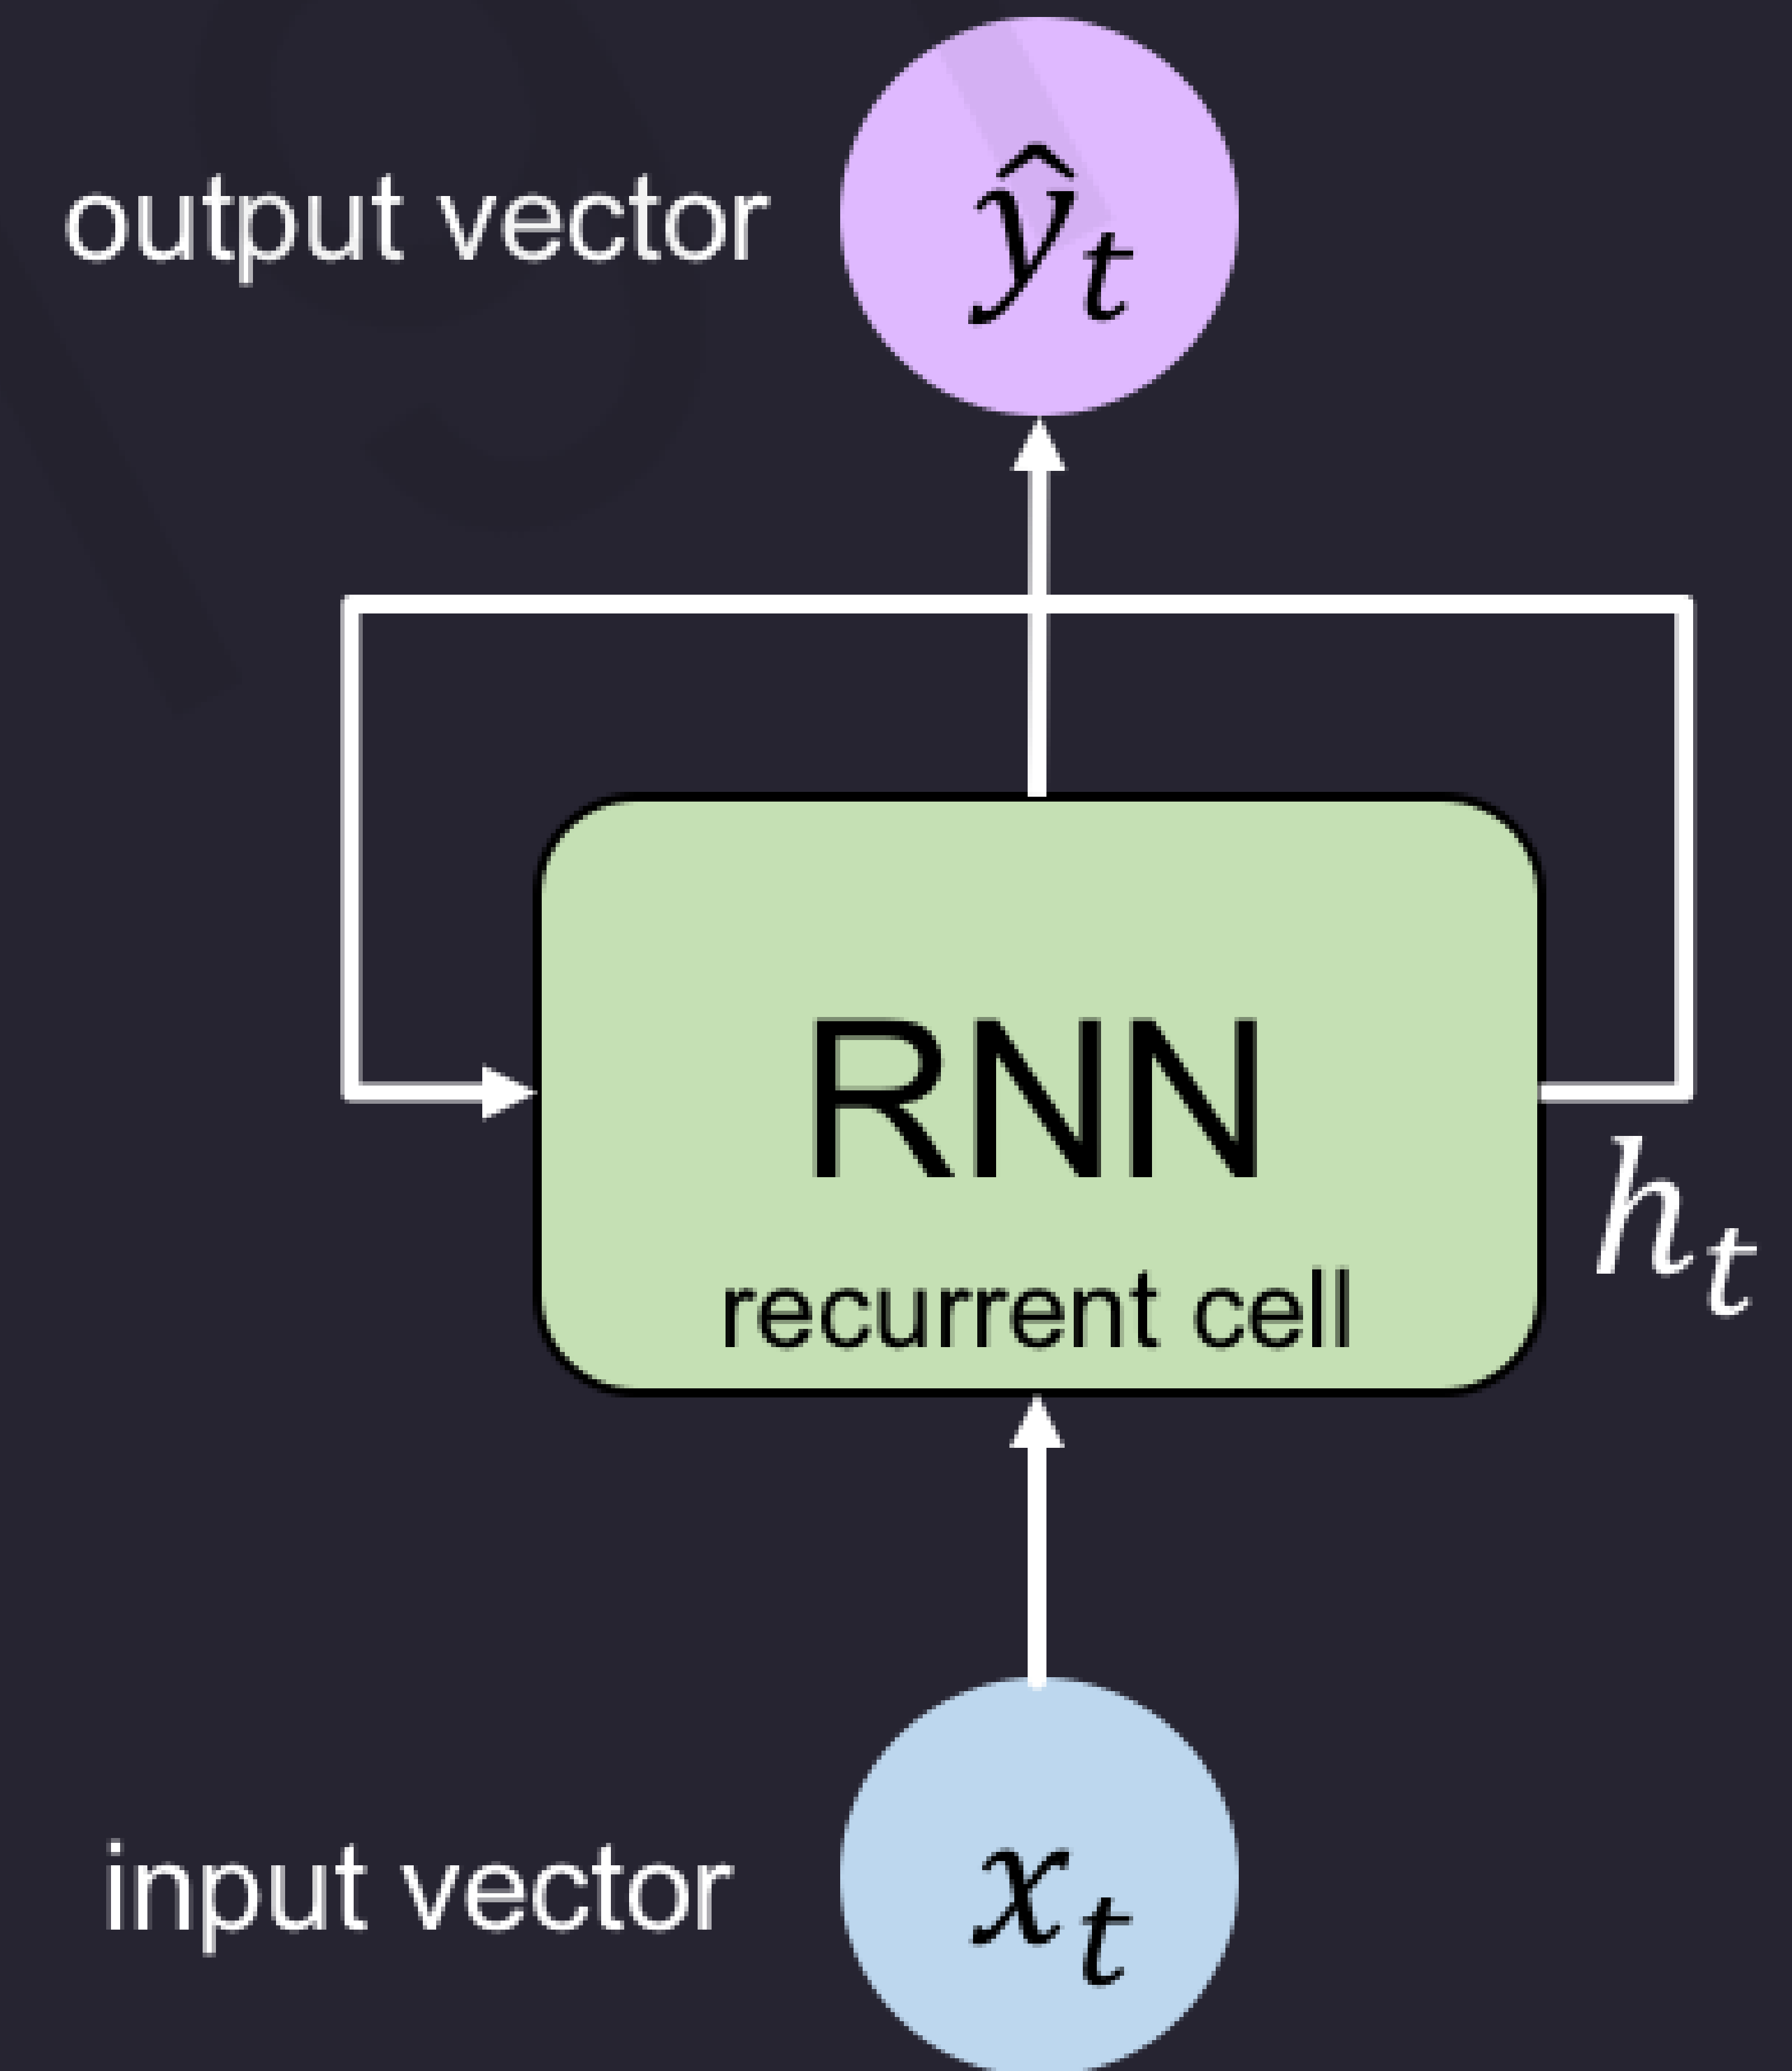 output vector
ŷt
RNN
ht
recurrent cell
input vector
xt